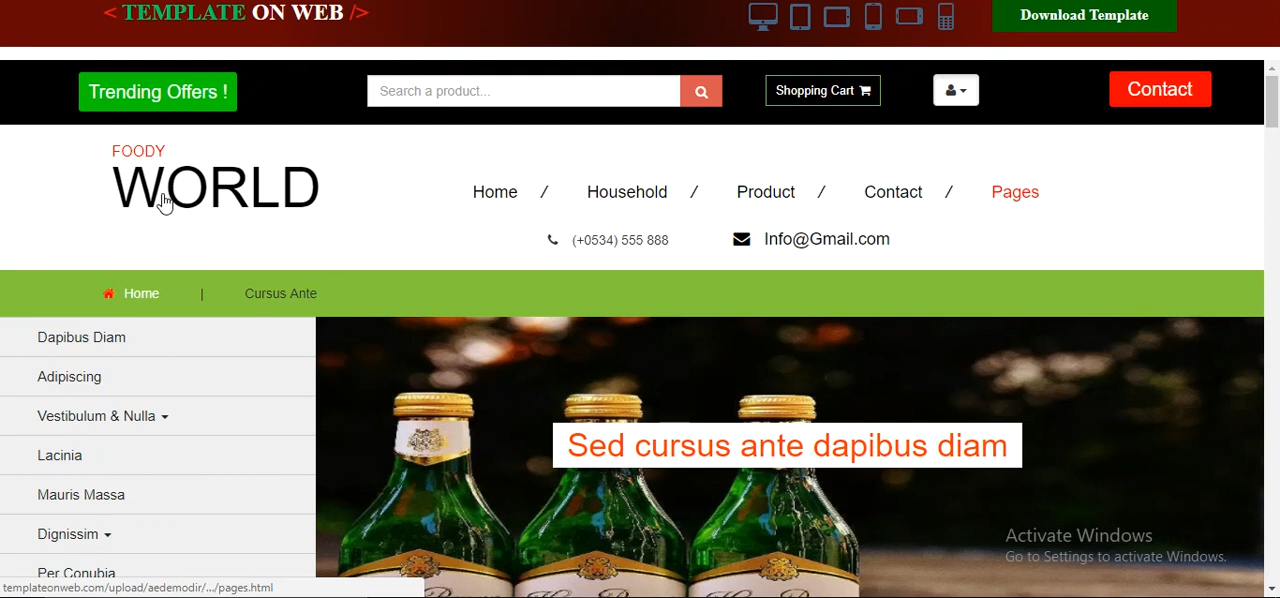 < TEMPLATE ON WEB />
Download Template
Trending Offers !
Search a product...
Shopping Cart
Contact
FOODY
WORLD
Home / Household / Product / Contact / Pages
(+0534) 555 888
Info@Gmail.com
Home | Cursus Ante
Dapibus Diam
Adipiscing
Vestibulum & Nulla
Lacinia
Mauris Massa
Dignissim
Per Conubia
Sed cursus ante dapibus diam
Activate Windows
Go to Settings to activate Windows.
templateonweb.com/upload/aedemodir/.../pages.html